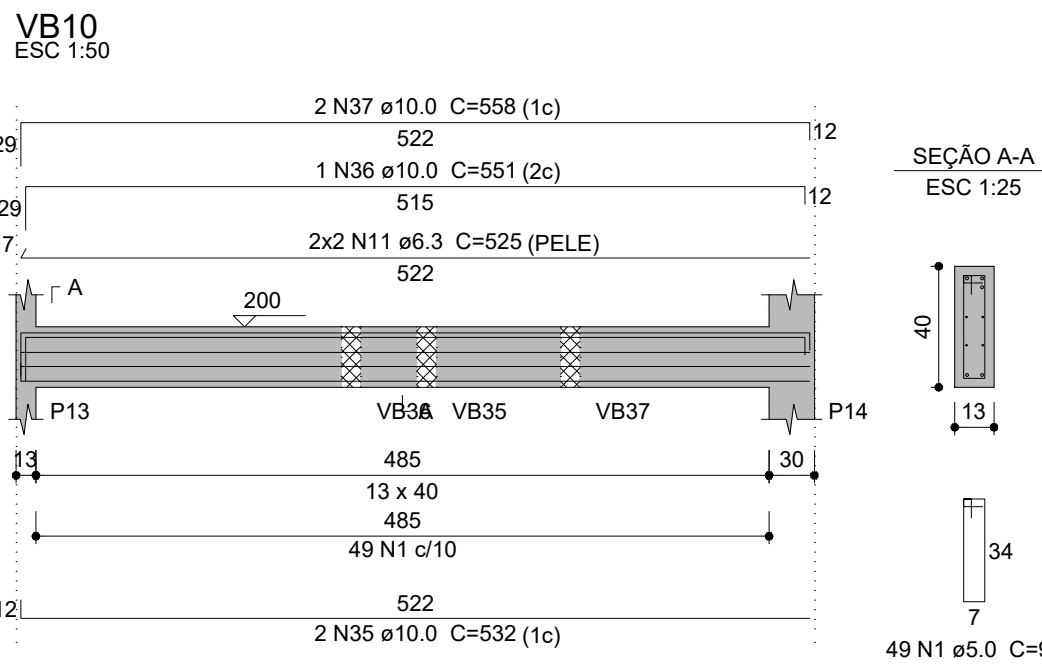 VB10
ESC 1:50
2 N37 ø10.0 C=558 (1c)
29
522
12
1 N36 ø10.0 C=551 (2c)
29
515
12
7
2x2 N11 ø6.3 C=525 (PELE)
522
A
200
P13
VB36
A
VB35
VB37
P14
13
485
30
13 x 40
485
49 N1 c/10
12
522
2 N35 ø10.0 C=532 (1c)
SEÇÃO A-A
ESC 1:25
40
13
34
7
49 N1 ø5.0 C=9